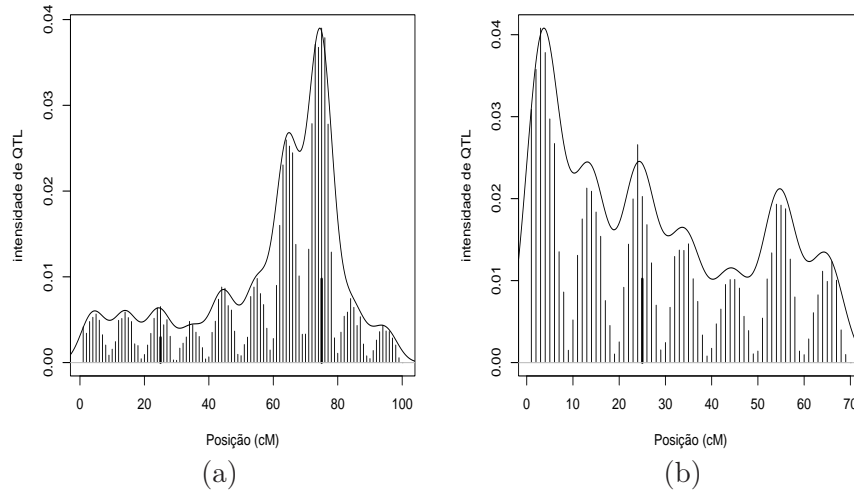 intensidade de QTL
0.00 0.01 0.02 0.03 0.04
0 20 40 60 80 100
Posição (cM)
(a)
intensidade de QTL
0.00 0.01 0.02 0.03 0.04
0 10 20 30 40 50 60 70
Posição (cM)
(b)